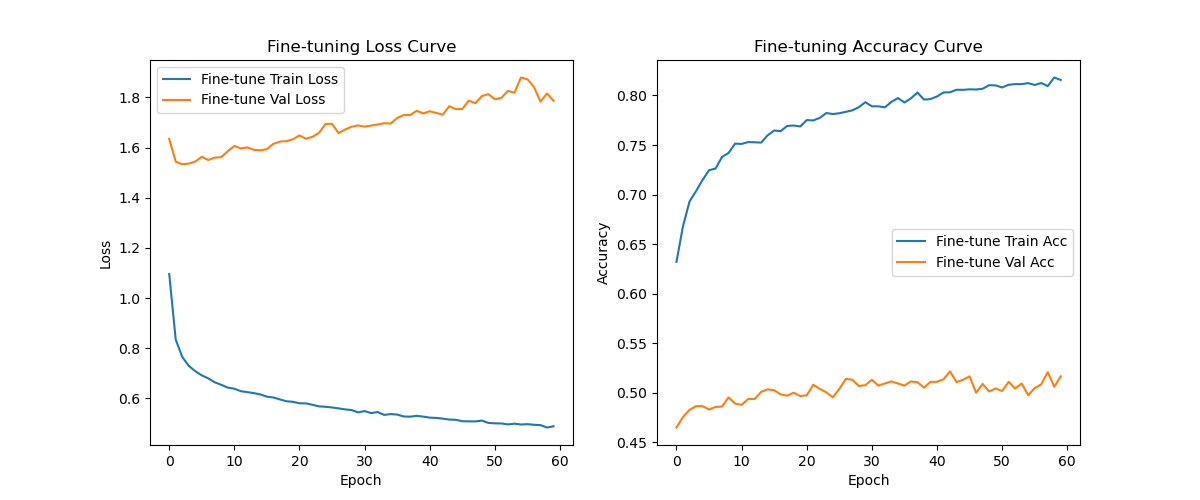 Fine-tuning Loss Curve
Fine-tune Train Loss
Fine-tune Val Loss
1.8
1.6
1.4
1.2
1.0
0.8
0.6
Loss
0 10 20 30 40 50 60
Epoch
Fine-tuning Accuracy Curve
0.80
0.75
0.70
0.65
0.60
0.55
0.50
0.45
Accuracy
Fine-tune Train Acc
Fine-tune Val Acc
0 10 20 30 40 50 60
Epoch